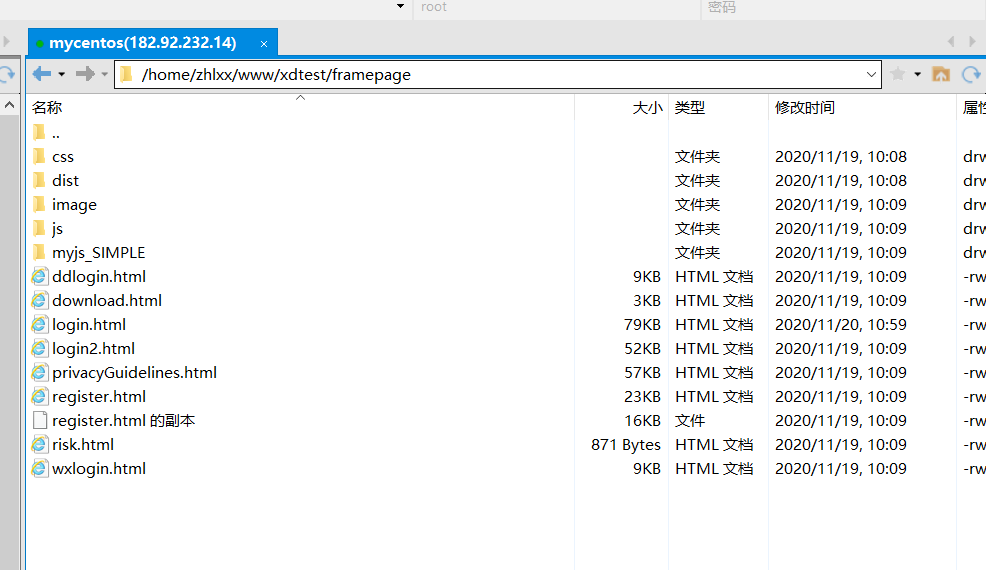 root 密码
mycentos(182.92.232.14) ×
/home/zhlxx/www/xdtest/framepage
名称 大小 类型 修改时间
..
css 文件夹 2020/11/19, 10:08 drw
dist 文件夹 2020/11/19, 10:08 drw
image 文件夹 2020/11/19, 10:09 drw
js 文件夹 2020/11/19, 10:09 drw
myjs_SIMPLE 文件夹 2020/11/19, 10:09 drw
ddlogin.html 9KB HTML 文档 2020/11/19, 10:09 -rw
download.html 3KB HTML 文档 2020/11/19, 10:09 -rw
login.html 79KB HTML 文档 2020/11/20, 10:59 -rw
login2.html 52KB HTML 文档 2020/11/19, 10:09 -rw
privacyGuidelines.html 57KB HTML 文档 2020/11/19, 10:09 -rw
register.html 23KB HTML 文档 2020/11/19, 10:09 -rw
register.html 的副本 16KB 文件 2020/11/19, 10:09 -rw
risk.html 871 Bytes HTML 文档 2020/11/19, 10:09 -rw
wxlogin.html 9KB HTML 文档 2020/11/19, 10:09 -rw